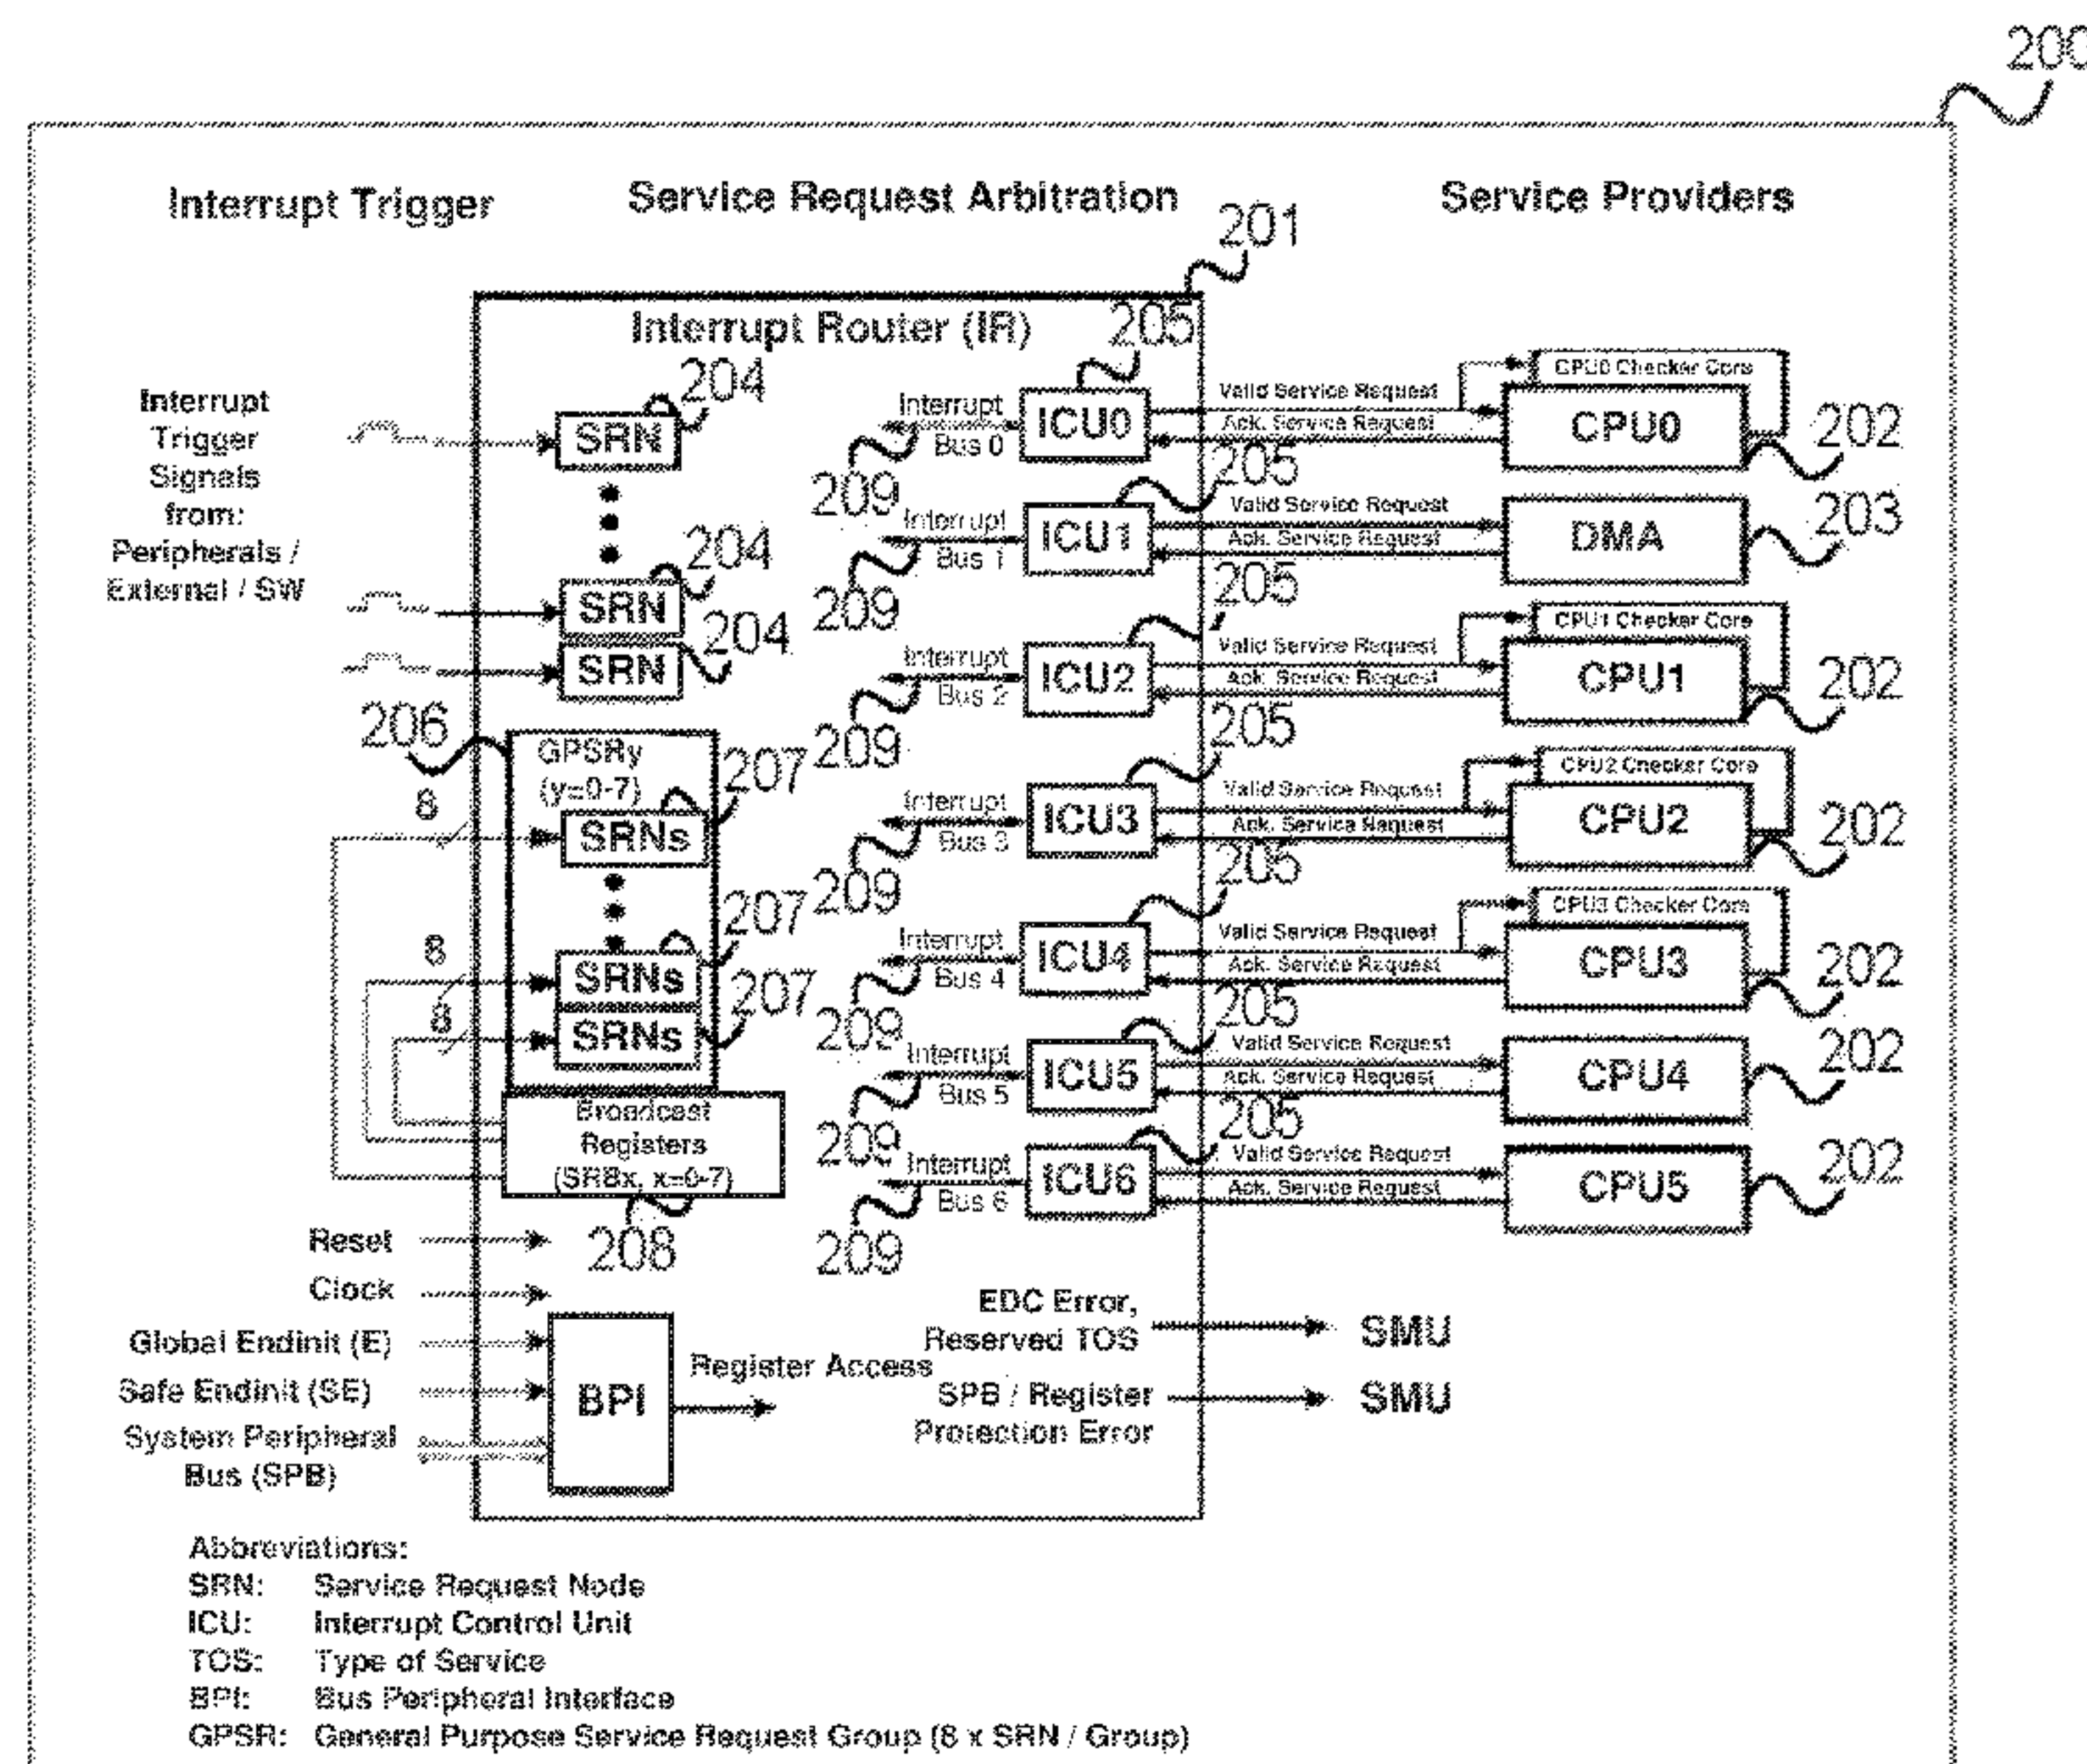 200
Interrupt Trigger
Service Request Arbitration
Service Providers
201
Interrupt Router (IR)
Interrupt
Trigger
Signals
from:
Peripherals /
External / SW
SRN
204
SRN
204
SRN
204
206
GPSRy
(y=0-7)
8
SRNs
207
8
SRNs
207
8
SRNs
207
Broadcast
Registers
(SRBx, x=0-7)
208
Interrupt
Bus 0
209
ICU0
205
Valid Service Request
Ack. Service Request
CPU0 Checker Core
CPU0
202
Interrupt
Bus 1
209
ICU1
205
Valid Service Request
Ack. Service Request
DMA
203
Interrupt
Bus 2
209
ICU2
205
Valid Service Request
Ack. Service Request
CPU1 Checker Core
CPU1
202
Interrupt
Bus 3
209
ICU3
205
Valid Service Request
Ack. Service Request
CPU2 Checker Core
CPU2
202
Interrupt
Bus 4
209
ICU4
205
Valid Service Request
Ack. Service Request
CPU3 Checker Core
CPU3
202
Interrupt
Bus 5
209
ICU5
205
Valid Service Request
Ack. Service Request
CPU4
202
Interrupt
Bus 6
209
ICU6
205
Valid Service Request
Ack. Service Request
CPU5
202
Reset
Clock
Global Endinit (E)
Safe Endinit (SE)
System Peripheral
Bus (SPB)
BPI
Register Access
EDC Error,
Reserved TOS
SMU
SPB / Register
Protection Error
SMU
Abbreviations:
SRN: Service Request Node
ICU: Interrupt Control Unit
TOS: Type of Service
BPI: Bus Peripheral Interface
GPSR: General Purpose Service Request Group (8 x SRN / Group)